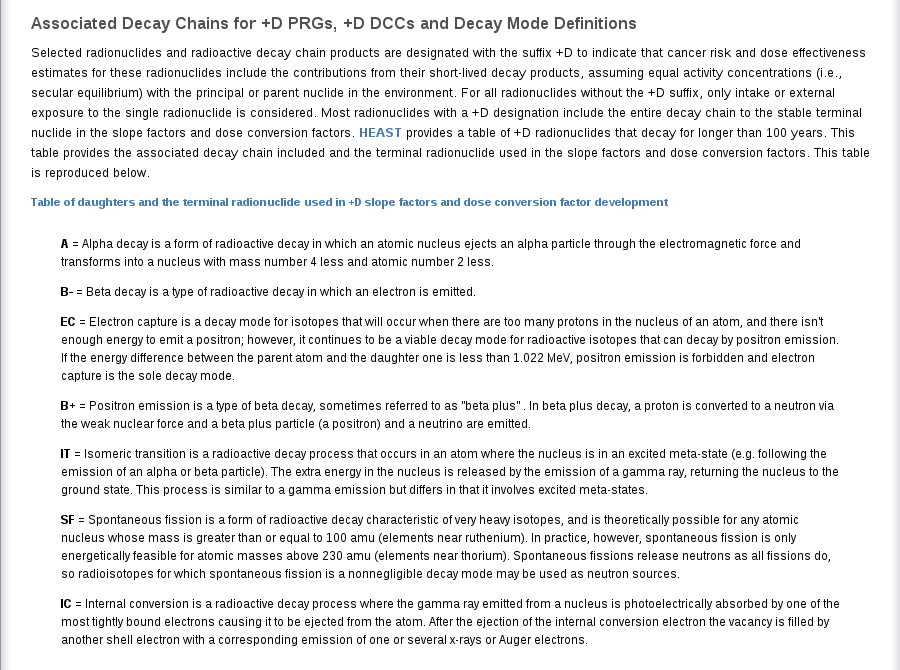 Associated Decay Chains for +D PRGs, +D DCCs and Decay Mode Definitions
Selected radionuclides and radioactive decay chain products are designated with the suffix +D to indicate that cancer risk and dose effectiveness
estimates for these radionuclides include the contributions from their short-lived decay products, assuming equal activity concentrations (i.e.,
secular equilibrium) with the principal or parent nuclide in the environment. For all radionuclides without the +D suffix, only intake or external
exposure to the single radionuclide is considered. Most radionuclides with a +D designation include the entire decay chain to the stable terminal
nuclide in the slope factors and dose conversion factors. HEAST provides a table of +D radionuclides that decay for longer than 100 years. This
table provides the associated decay chain included and the terminal radionuclide used in the slope factors and dose conversion factors. This table
is reproduced below.
Table of daughters and the terminal radionuclide used in +D slope factors and dose conversion factor development
A = Alpha decay is a form of radioactive decay in which an atomic nucleus ejects an alpha particle through the electromagnetic force and
transforms into a nucleus with mass number 4 less and atomic number 2 less.
B- = Beta decay is a type of radioactive decay in which an electron is emitted.
EC = Electron capture is a decay mode for isotopes that will occur when there are too many protons in the nucleus of an atom, and there isn't
enough energy to emit a positron; however, it continues to be a viable decay mode for radioactive isotopes that can decay by positron emission.
If the energy difference between the parent atom and the daughter one is less than 1.022 MeV, positron emission is forbidden and electron
capture is the sole decay mode.
B+ = Positron emission is a type of beta decay, sometimes referred to as "beta plus" . In beta plus decay, a proton is converted to a neutron via
the weak nuclear force and a beta plus particle (a positron) and a neutrino are emitted.
IT = Isomeric transition is a radioactive decay process that occurs in an atom where the nucleus is in an excited meta-state (e.g. following the
emission of an alpha or beta particle). The extra energy in the nucleus is released by the emission of a gamma ray, returning the nucleus to the
ground state. This process is similar to a gamma emission but differs in that it involves excited meta-states.
SF = Spontaneous fission is a form of radioactive decay characteristic of very heavy isotopes, and is theoretically possible for any atomic
nucleus whose mass is greater than or equal to 100 amu (elements near ruthenium). In practice, however, spontaneous fission is only
energetically feasible for atomic masses above 230 amu (elements near thorium). Spontaneous fissions release neutrons as all fissions do,
so radioisotopes for which spontaneous fission is a nonnegligible decay mode may be used as neutron sources.
IC = Internal conversion is a radioactive decay process where the gamma ray emitted from a nucleus is photoelectrically absorbed by one of the
most tightly bound electrons causing it to be ejected from the atom. After the ejection of the internal conversion electron the vacancy is filled by
another shell electron with a corresponding emission of one or several x-rays or Auger electrons.